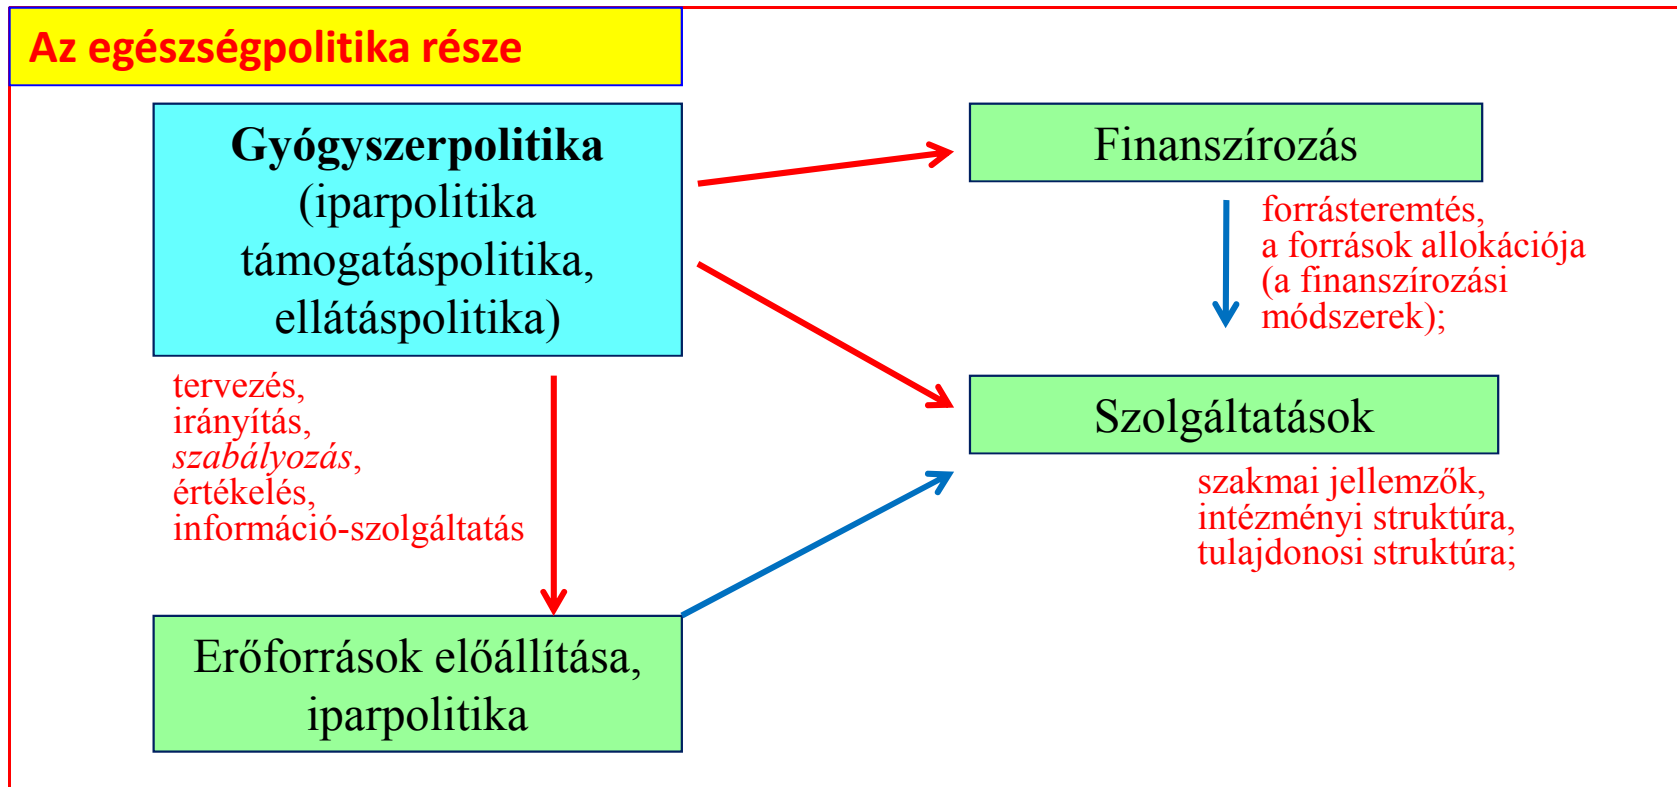 Az egészségpolitika része
Gyógyszerpolitika
(iparpolitika
támogatáspolitika,
ellátáspolitika)
tervezés,
irányítás,
szabályozás,
értékelés,
információ-szolgáltatás
Erőforrások előállítása,
iparpolitika
Finanszírozás
forrásteremtés,
a források allokációja
(a finanszírozási
módszerek);
Szolgáltatások
szakmai jellemzők,
intézményi struktúra,
tulajdonosi struktúra;